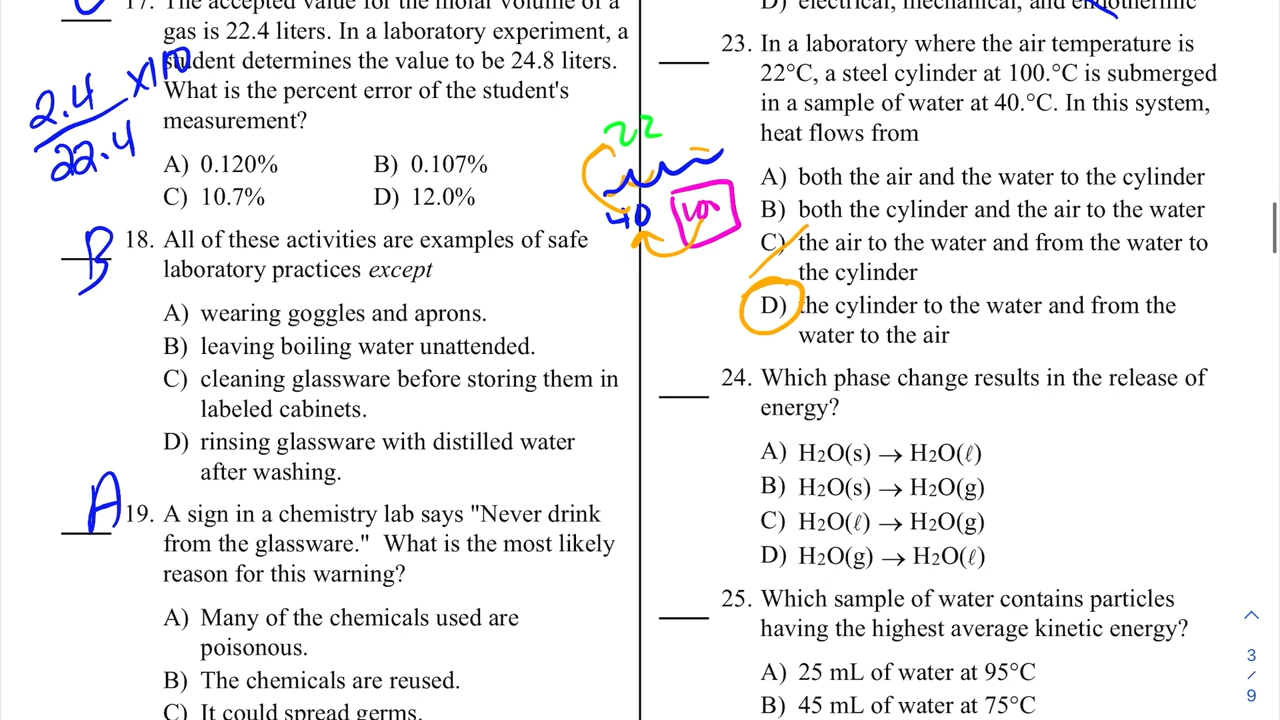 17. The accepted value for the molar volume of a
gas is 22.4 liters. In a laboratory experiment, a
student determines the value to be 24.8 liters.
What is the percent error of the student's
measurement?
2.4 x100
22.4
A) 0.120% B) 0.107%
C) 10.7% D) 12.0%
B
18. All of these activities are examples of safe
laboratory practices except
A) wearing goggles and aprons.
B) leaving boiling water unattended.
C) cleaning glassware before storing them in
labeled cabinets.
D) rinsing glassware with distilled water
after washing.
A
19. A sign in a chemistry lab says "Never drink
from the glassware." What is the most likely
reason for this warning?
A) Many of the chemicals used are
poisonous.
B) The chemicals are reused.
C) It could spread germs.
D) electrical, mechanical, and endothermic
23. In a laboratory where the air temperature is
22°C, a steel cylinder at 100.°C is submerged
in a sample of water at 40.°C. In this system,
heat flows from
22
40
100
A) both the air and the water to the cylinder
B) both the cylinder and the air to the water
C) the air to the water and from the water to
the cylinder
D) the cylinder to the water and from the
water to the air
24. Which phase change results in the release of
energy?
A) H2O(s) → H2O(ℓ)
B) H2O(s) → H2O(g)
C) H2O(ℓ) → H2O(g)
D) H2O(g) → H2O(ℓ)
25. Which sample of water contains particles
having the highest average kinetic energy?
A) 25 mL of water at 95°C
B) 45 mL of water at 75°C
3
/
9